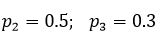 p₂ = 0.5;   p₃ = 0.3